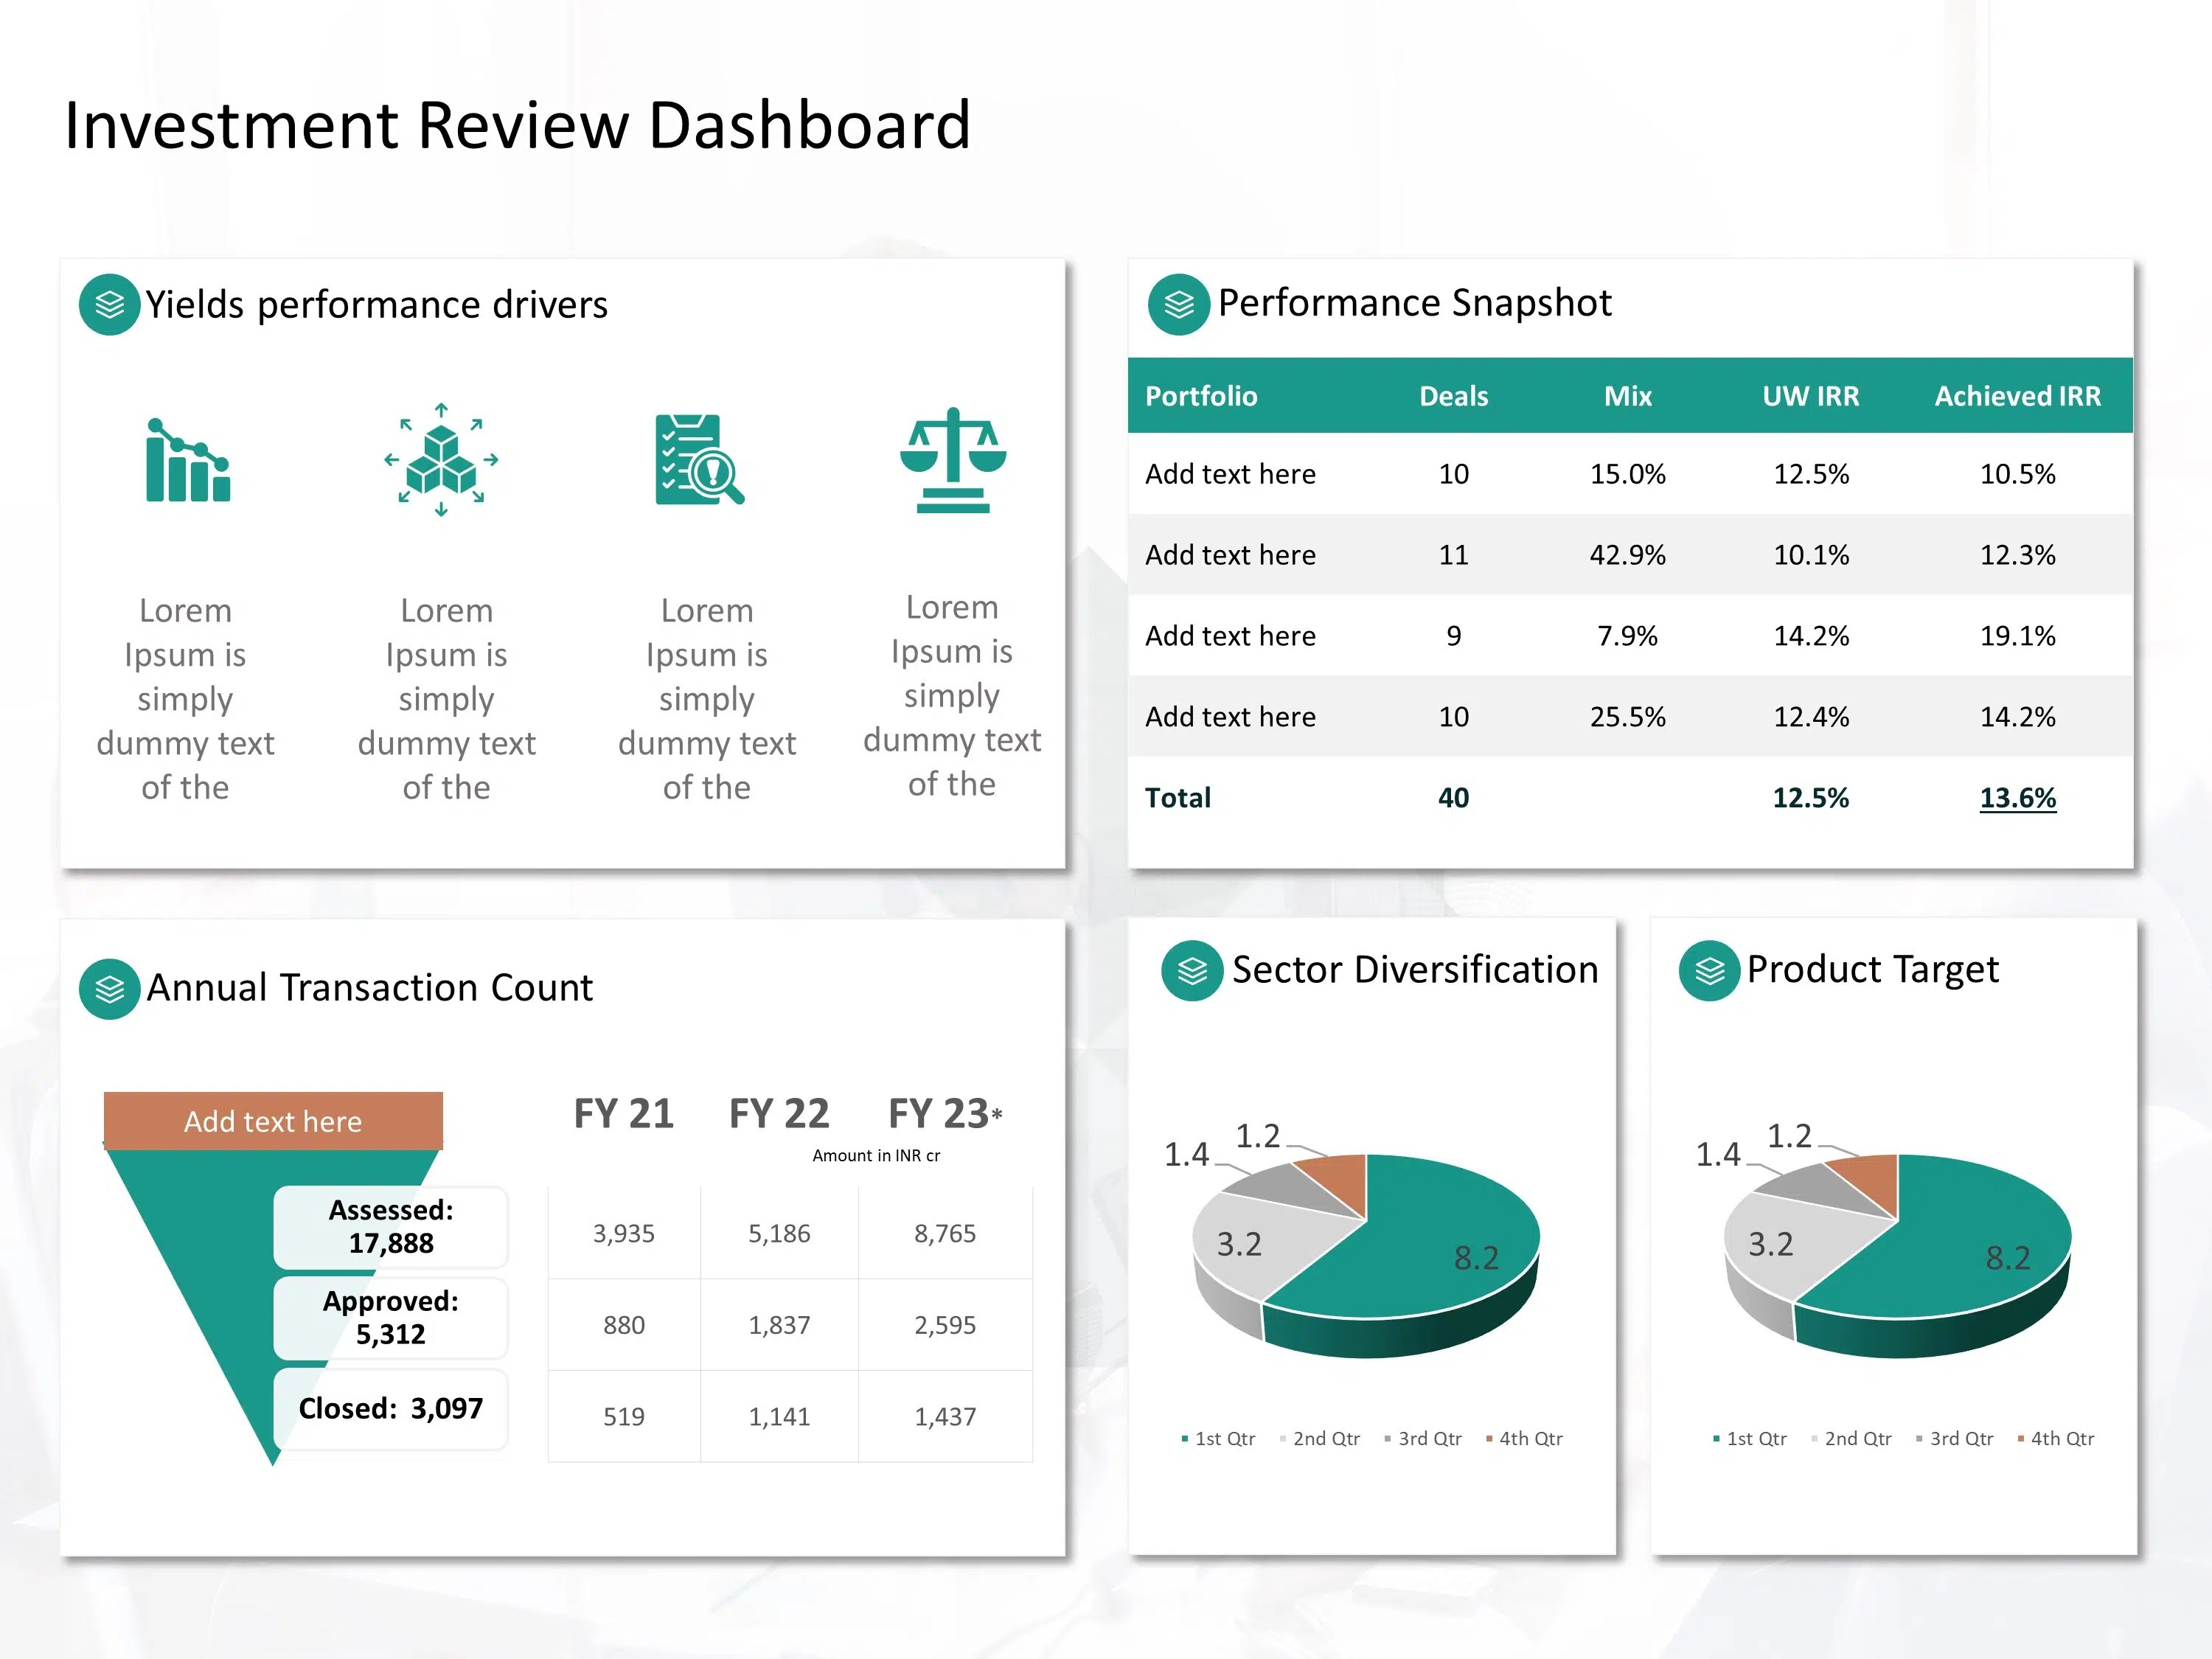 Investment Review Dashboard
Yields performance drivers
Lorem
Ipsum is
simply
dummy text
of the
Lorem
Ipsum is
simply
dummy text
of the
Lorem
Ipsum is
simply
dummy text
of the
Lorem
Ipsum is
simply
dummy text
of the
Performance Snapshot
Portfolio Deals Mix UW IRR Achieved IRR
Add text here 10 15.0% 12.5% 10.5%
Add text here 11 42.9% 10.1% 12.3%
Add text here 9 7.9% 14.2% 19.1%
Add text here 10 25.5% 12.4% 14.2%
Total 40 12.5% 13.6%
Annual Transaction Count
Add text here
Assessed:
17,888
Approved:
5,312
Closed: 3,097
FY 21 FY 22 FY 23*
Amount in INR cr
3,935 5,186 8,765
880 1,837 2,595
519 1,141 1,437
Sector Diversification
1.4 1.2
3.2 8.2
1st Qtr 2nd Qtr 3rd Qtr 4th Qtr
Product Target
1.4 1.2
3.2 8.2
1st Qtr 2nd Qtr 3rd Qtr 4th Qtr